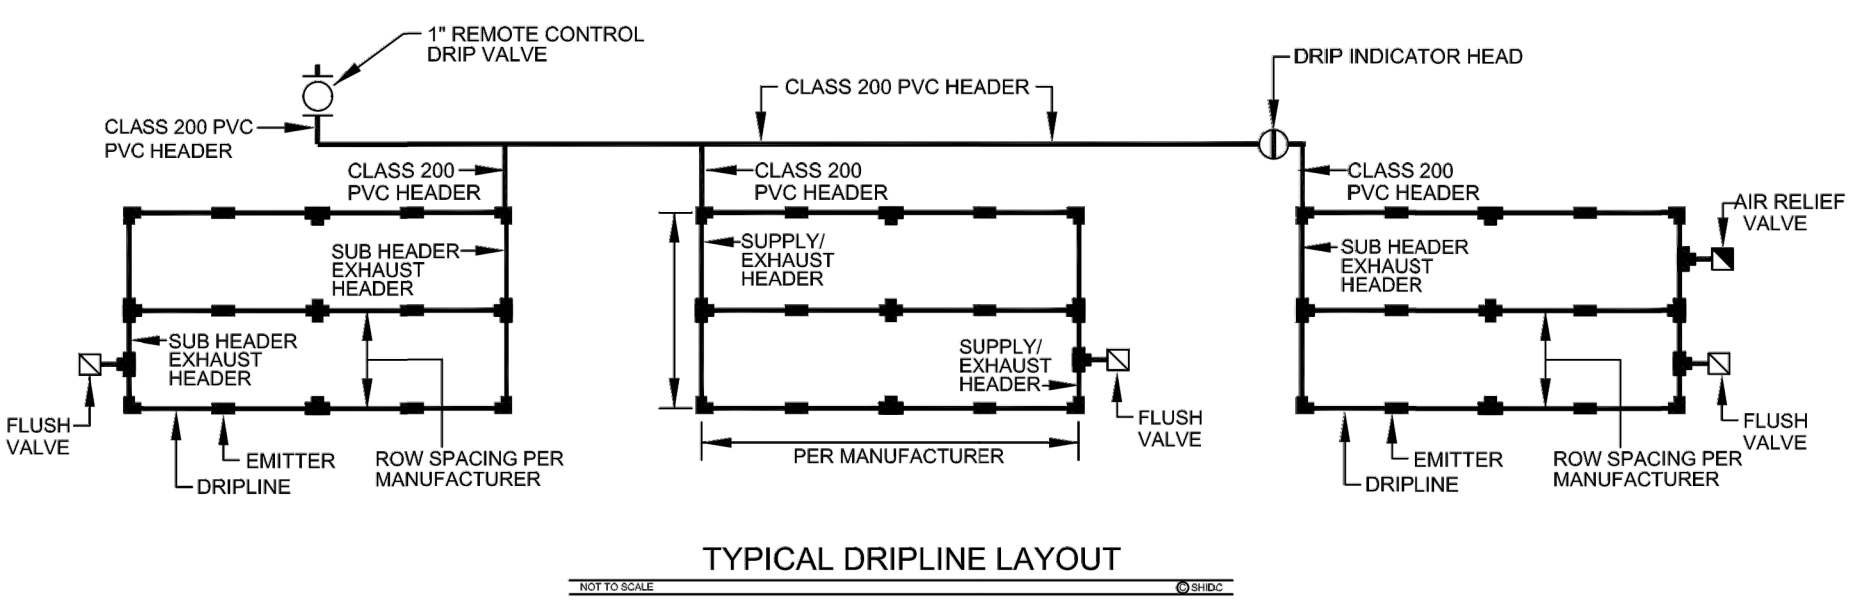 1" REMOTE CONTROL
DRIP VALVE
CLASS 200 PVC
PVC HEADER
CLASS 200 PVC HEADER
DRIP INDICATOR HEAD
CLASS 200
PVC HEADER
CLASS 200
PVC HEADER
CLASS 200
PVC HEADER
AIR RELIEF
VALVE
SUB HEADER
EXHAUST
HEADER
SUPPLY/
EXHAUST
HEADER
SUB HEADER
EXHAUST
HEADER
SUB HEADER
EXHAUST
HEADER
SUPPLY/
EXHAUST
HEADER
FLUSH
VALVE
FLUSH
VALVE
FLUSH
VALVE
EMITTER
DRIPLINE
ROW SPACING PER
MANUFACTURER
PER MANUFACTURER
EMITTER
DRIPLINE
ROW SPACING PER
MANUFACTURER
TYPICAL DRIPLINE LAYOUT
NOT TO SCALE
© SHIDC